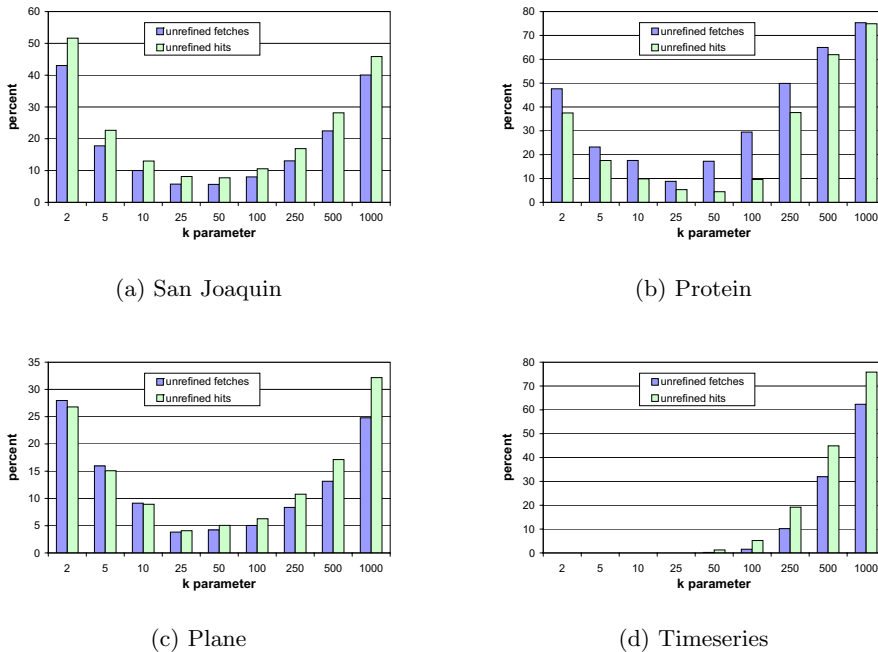 60
50
40
30
20
10
0
percent
unrefined fetches
unrefined hits
2 5 10 25 50 100 250 500 1000
k parameter
(a) San Joaquin
80
70
60
50
40
30
20
10
0
percent
unrefined fetches
unrefined hits
2 5 10 25 50 100 250 500 1000
k parameter
(b) Protein
35
30
25
20
15
10
5
0
percent
unrefined fetches
unrefined hits
2 5 10 25 50 100 250 500 1000
k parameter
(c) Plane
80
70
60
50
40
30
20
10
0
percent
unrefined fetches
unrefined hits
2 5 10 25 50 100 250 500 1000
k parameter
(d) Timeseries